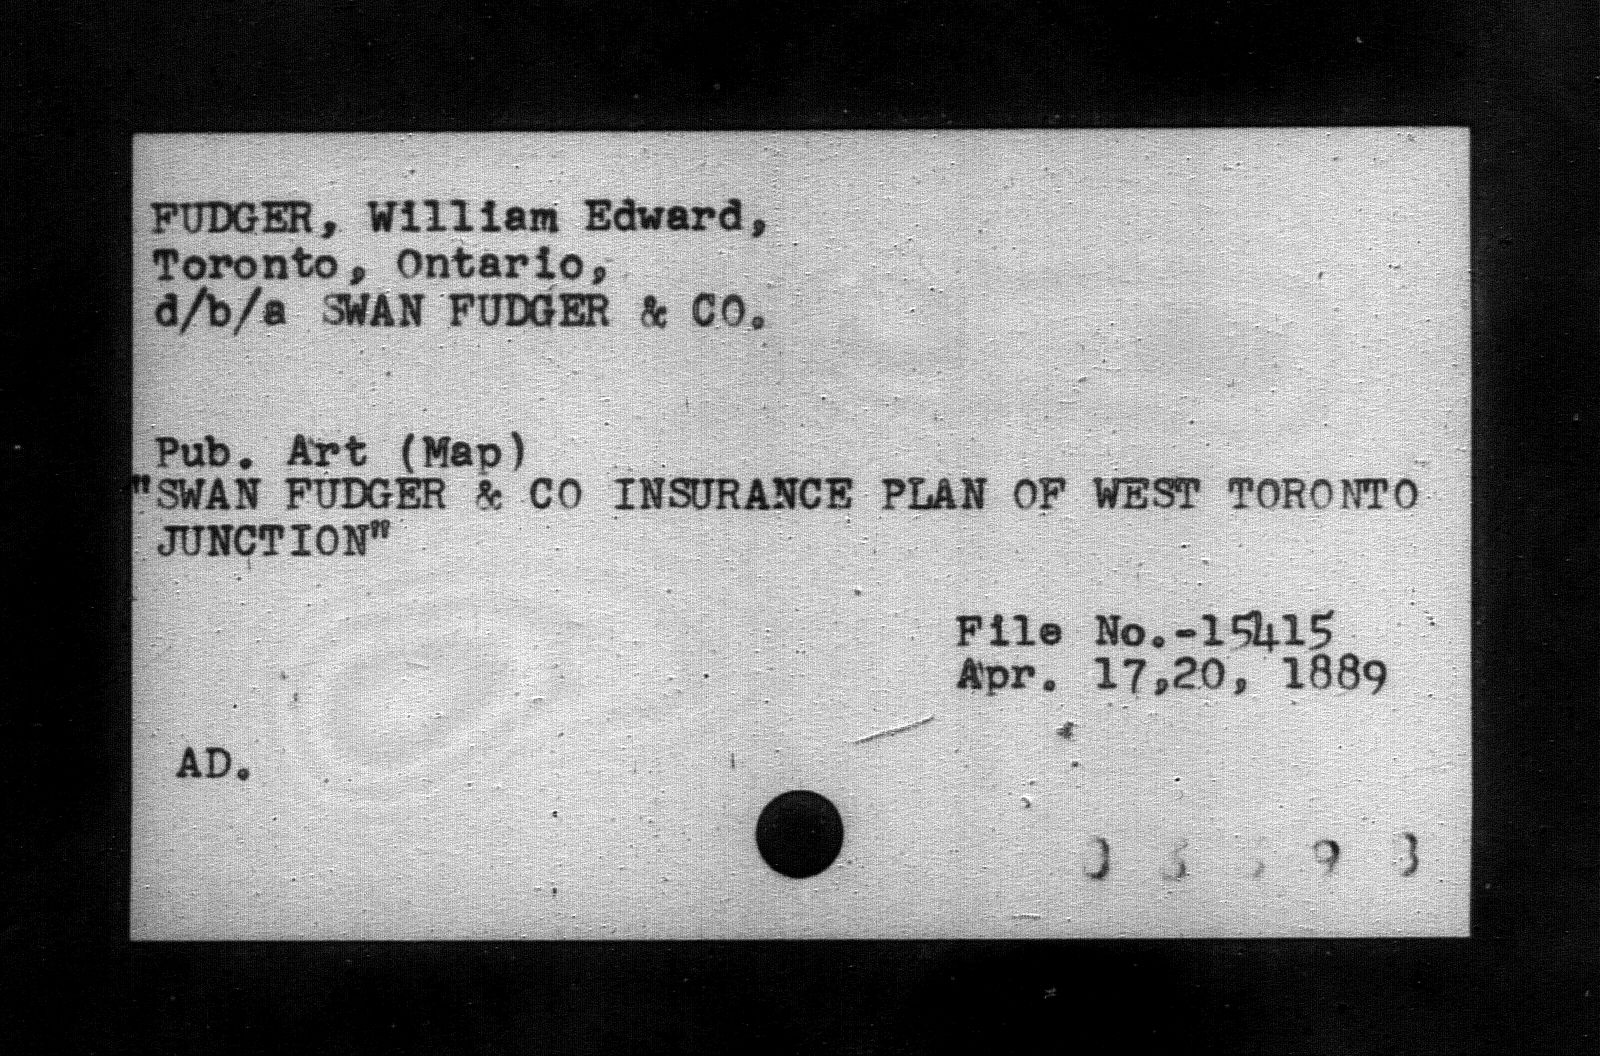 FUDGER, William Edward,
Toronto, Ontario,
d/b/a SWAN FUDGER & CO.
Pub. Art (Map)
"SWAN FUDGER & CO INSURANCE PLAN OF WEST TORONTO
JUNCTION"
File No.-15415
Apr. 17,20, 1889
AD.